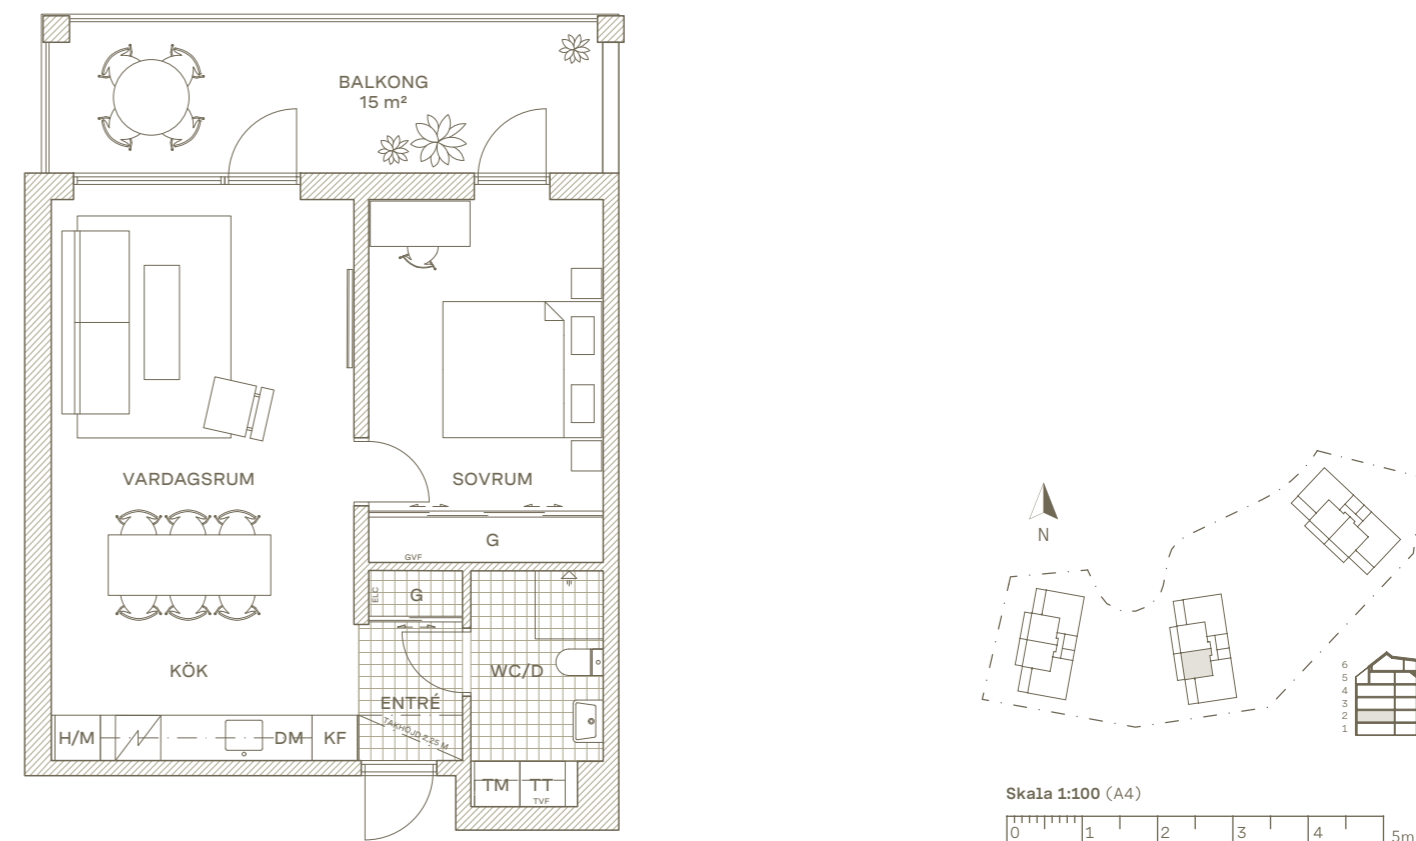 BALKONG
15 m²
VARDAGSRUM
SOVRUM
G
GVF
ELC
G
KÖK
WC/D
ENTRÉ
TAKHÖJD 2.25 M
H/M
DM
KF
TM
TT
TVF
N
6
5
4
3
2
1
Skala 1:100 (A4)
0 1 2 3 4 5m